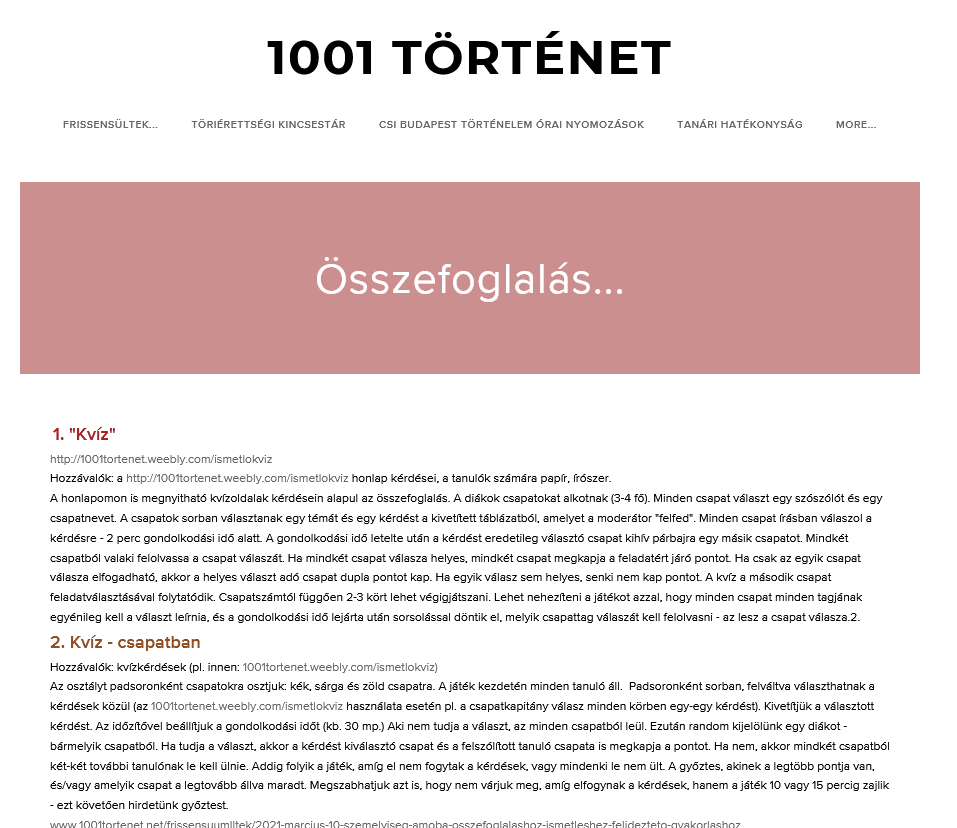 1001 TÖRTÉNET
FRISSENSÜLTEK... TÖRIÉRETTSÉGI KINCSESTÁR CSI BUDAPEST TÖRTÉNELEM ÓRAI NYOMOZÁSOK TANÁRI HATÉKONYSÁG MORE...
Összefoglalás...
1. "Kvíz"
http://1001tortenet.weebly.com/ismetlokviz
Hozzávalók: a http://1001tortenet.weebly.com/ismetlokviz honlap kérdései, a tanulók számára papír, írószer.
A honlapomon is megnyitható kvízoldalak kérdésein alapul az összefoglalás. A diákok csapatokat alkotnak (3-4 fő). Minden csapat választ egy szószólót és egy
csapatnevet. A csapatok sorban választanak egy témát és egy kérdést a kivetített táblázatból, amelyet a moderátor "felfed". Minden csapat írásban válaszol a
kérdésre - 2 perc gondolkodási idő alatt. A gondolkodási idő letelte után a kérdést eredetileg választó csapat kihív párbajra egy másik csapatot. Mindkét
csapatból valaki felolvassa a csapat válaszát. Ha mindkét csapat válasza helyes, mindkét csapat megkapja a feladatért járó pontot. Ha csak az egyik csapat
válasza elfogadható, akkor a helyes választ adó csapat dupla pontot kap. Ha egyik válasz sem helyes, senki nem kap pontot. A kvíz a második csapat
feladatválasztásával folytatódik. Csapatszámtól függően 2-3 kört lehet végigjátszani. Lehet nehezíteni a játékot azzal, hogy minden csapat minden tagjának
egyénileg kell a választ leírnia, és a gondolkodási idő lejárta után sorsolással döntik el, melyik csapattag válaszát kell felolvasni - az lesz a csapat válasza.2.
2. Kvíz - csapatban
Hozzávalók: kvízkérdések (pl. innen: 1001tortenet.weebly.com/ismetlokviz)
Az osztályt padsoronként csapatokra osztjuk: kék, sárga és zöld csapatra. A játék kezdetén minden tanuló áll.  Padsoronként sorban, felváltva választhatnak a
kérdések közül (az 1001tortenet.weebly.com/ismetlokviz használata esetén pl. a csapatkapitány válasz minden körben egy-egy kérdést). Kivetítjük a választott
kérdést. Az időzítővel beállítjuk a gondolkodási időt (kb. 30 mp.) Aki nem tudja a választ, az minden csapatból leül. Ezután random kijelölünk egy diákot -
bármelyik csapatból. Ha tudja a választ, akkor a kérdést kiválasztó csapat és a felszólított tanuló csapata is megkapja a pontot. Ha nem, akkor mindkét csapatból
két-két további tanulónak le kell ülnie. Addig folyik a játék, amíg el nem fogytak a kérdések, vagy mindenki le nem ült. A győztes, akinek a legtöbb pontja van,
és/vagy amelyik csapat a legtovább állva maradt. Megszabhatjuk azt is, hogy nem várjuk meg, amíg elfogynak a kérdések, hanem a játék 10 vagy 15 percig zajlik
- ezt követően hirdetünk győztest.
www.1001tortenet.net/frissensuumlltek/2021-marcius-10-szemelyiseg-amoba-osszefoglalashoz-ismetleshez-felidezteto-gyakorlashoz